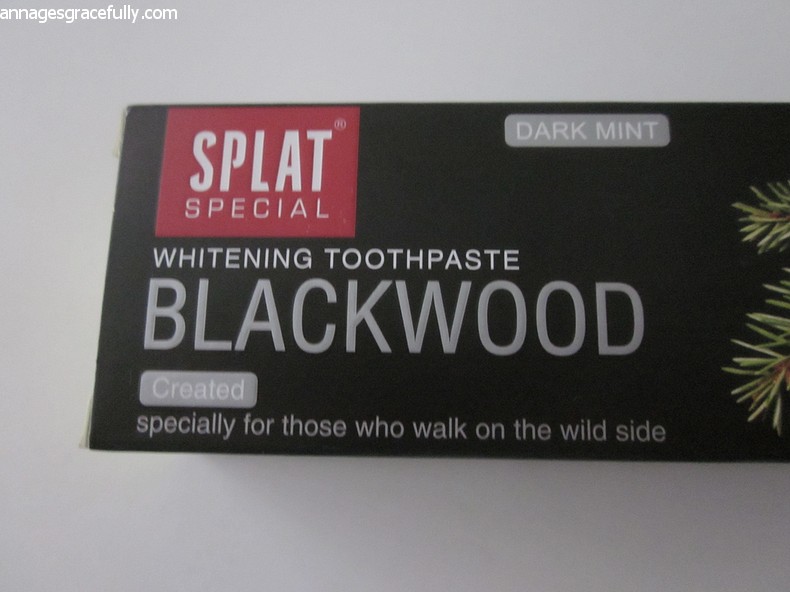 annagesgracefully.com
SPLAT®
SPECIAL
DARK MINT
WHITENING TOOTHPASTE
BLACKWOOD
Created
specially for those who walk on the wild side